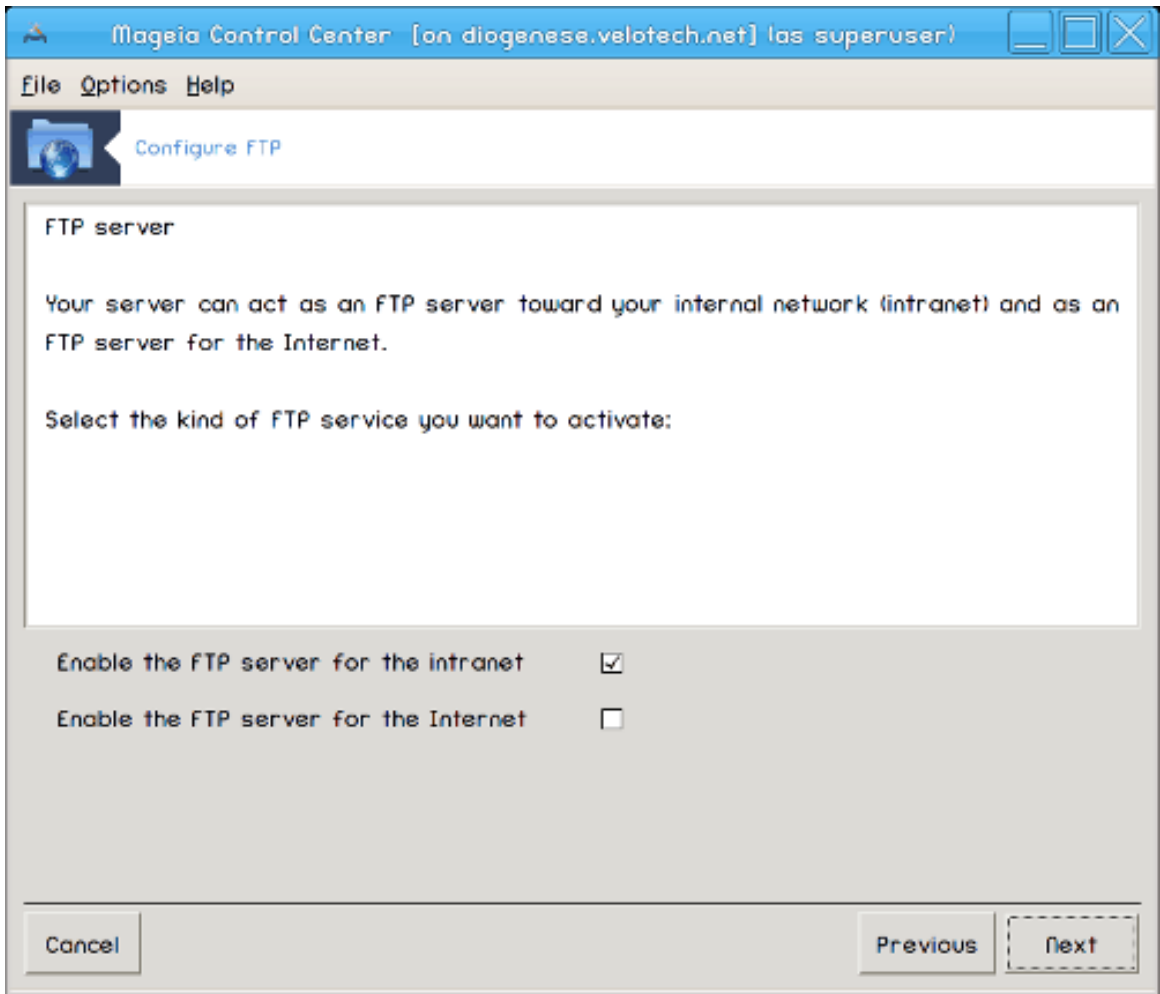 Mageia Control Center [on diogenese.velotech.net] (as superuser)
File Options Help
Configure FTP
FTP server
Your server can act as an FTP server toward your internal network (intranet) and as an
FTP server for the Internet.
Select the kind of FTP service you want to activate:
Enable the FTP server for the intranet
Enable the FTP server for the Internet
Cancel Previous Next